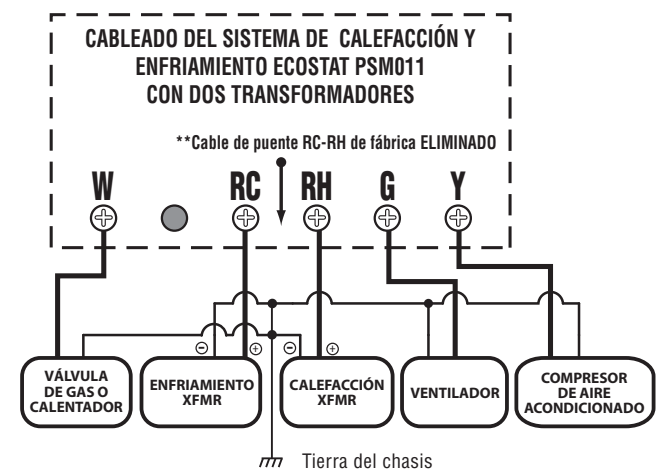 CABLEADO DEL SISTEMA DE CALEFACCIÓN Y
ENFRIAMIENTO ECOSTAT PSM011
CON DOS TRANSFORMADORES
**Cable de puente RC-RH de fábrica ELIMINADO
W RC RH G Y
⊖ ⊕ ⊖ ⊕
VÁLVULA
DE GAS O
CALENTADOR
ENFRIAMIENTO
XFMR
CALEFACCIÓN
XFMR
VENTILADOR
COMPRESOR
DE AIRE
ACONDICIONADO
Tierra del chasis